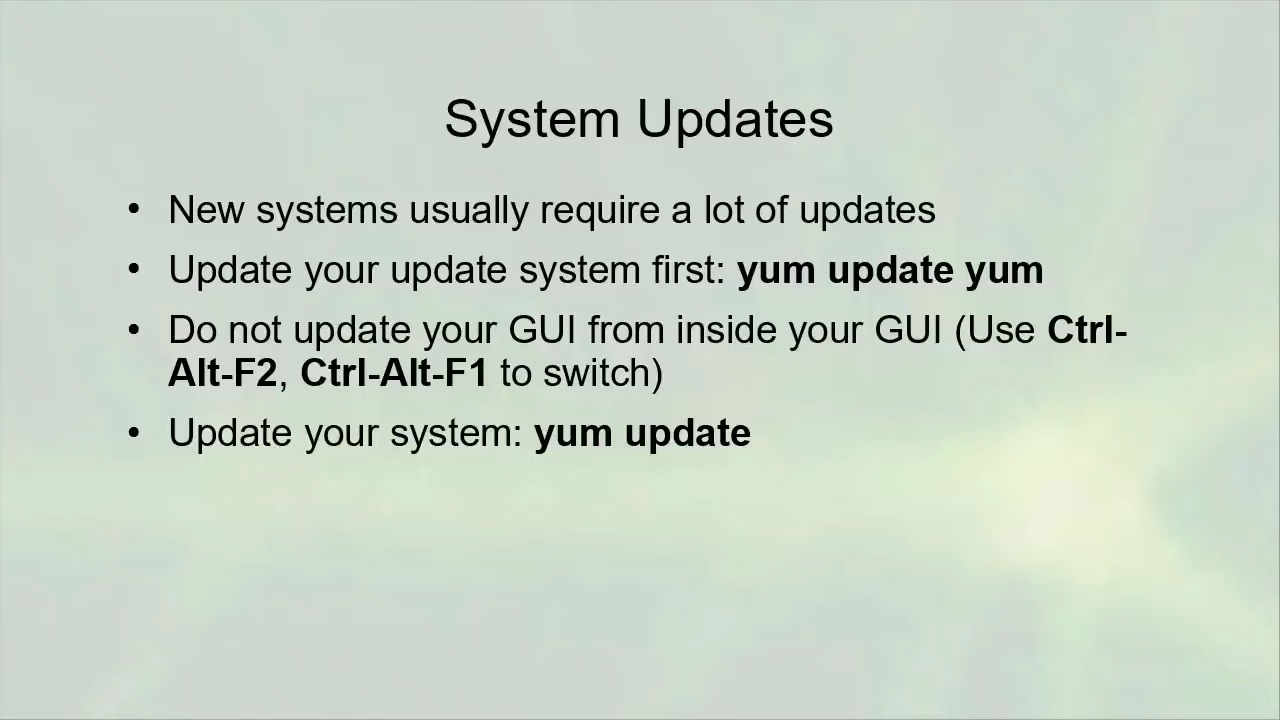 System Updates
• New systems usually require a lot of updates
• Update your update system first: yum update yum
• Do not update your GUI from inside your GUI (Use Ctrl-
Alt-F2, Ctrl-Alt-F1 to switch)
• Update your system: yum update